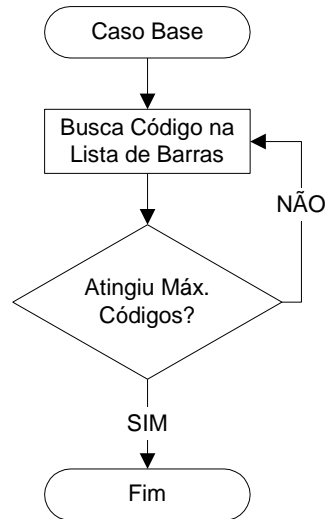 Caso Base
Busca Código na
Lista de Barras
NÃO
Atingiu Máx.
Códigos?
SIM
Fim